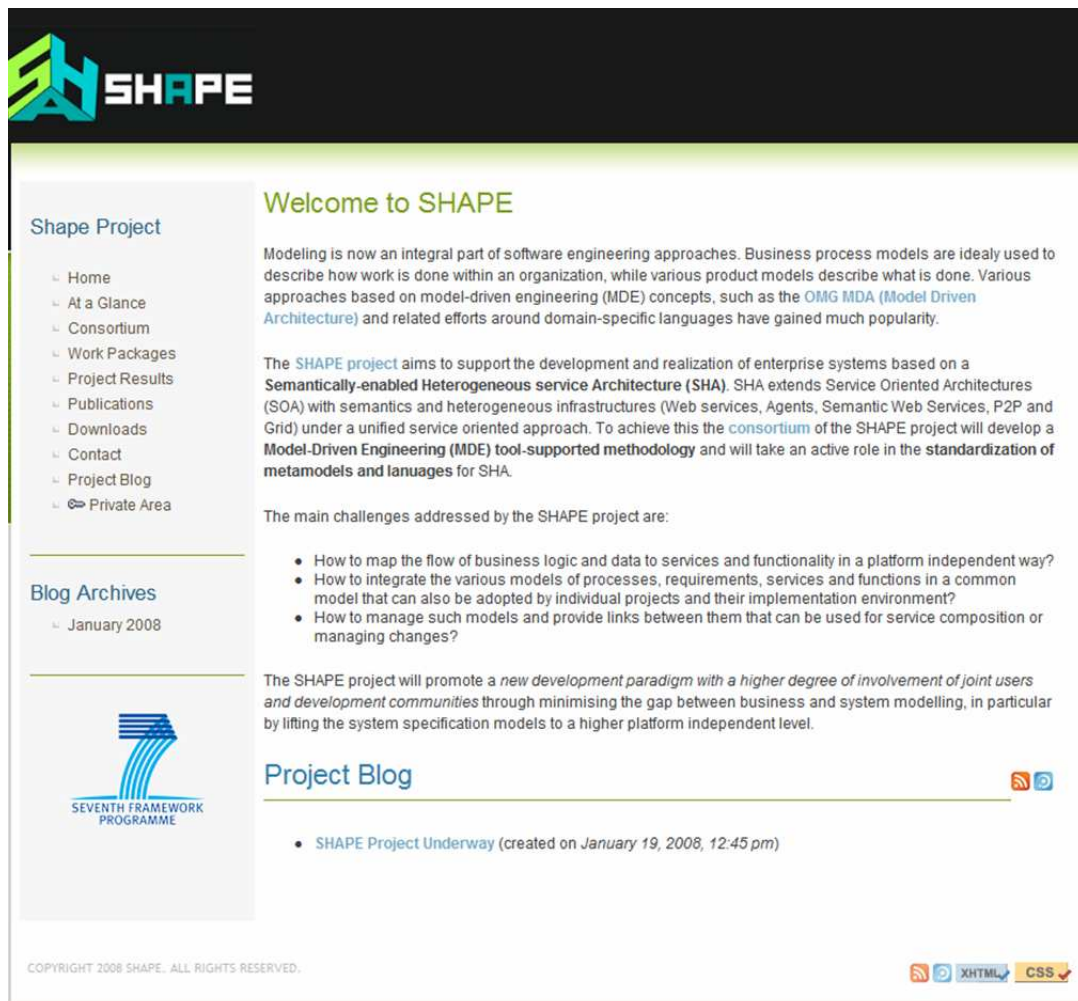 SHAPE
Shape Project
Home
At a Glance
Consortium
Work Packages
Project Results
Publications
Downloads
Contact
Project Blog
Private Area
Blog Archives
January 2008
SEVENTH FRAMEWORK
PROGRAMME
Welcome to SHAPE
Modeling is now an integral part of software engineering approaches. Business process models are idealy used to
describe how work is done within an organization, while various product models describe what is done. Various
approaches based on model-driven engineering (MDE) concepts, such as the OMG MDA (Model Driven
Architecture) and related efforts around domain-specific languages have gained much popularity.
The SHAPE project aims to support the development and realization of enterprise systems based on a
Semantically-enabled Heterogeneous service Architecture (SHA). SHA extends Service Oriented Architectures
(SOA) with semantics and heterogeneous infrastructures (Web services, Agents, Semantic Web Services, P2P and
Grid) under a unified service oriented approach. To achieve this the consortium of the SHAPE project will develop a
Model-Driven Engineering (MDE) tool-supported methodology and will take an active role in the standardization of
metamodels and lanuages for SHA.
The main challenges addressed by the SHAPE project are:
• How to map the flow of business logic and data to services and functionality in a platform independent way?
• How to integrate the various models of processes, requirements, services and functions in a common
model that can also be adopted by individual projects and their implementation environment?
• How to manage such models and provide links between them that can be used for service composition or
managing changes?
The SHAPE project will promote a new development paradigm with a higher degree of involvement of joint users
and development communities through minimising the gap between business and system modelling, in particular
by lifting the system specification models to a higher platform independent level.
Project Blog
• SHAPE Project Underway (created on January 19, 2008, 12:45 pm)
COPYRIGHT 2008 SHAPE. ALL RIGHTS RESERVED.
XHTML CSS